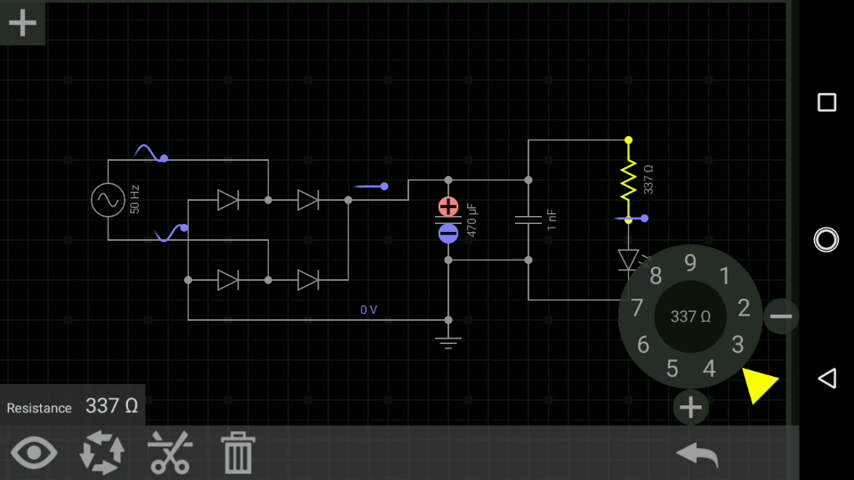 50 Hz
470 µF
1 nF
337 Ω
0 V
9
8 1
7 337 Ω 2
6 3
5 4
Resistance 337 Ω